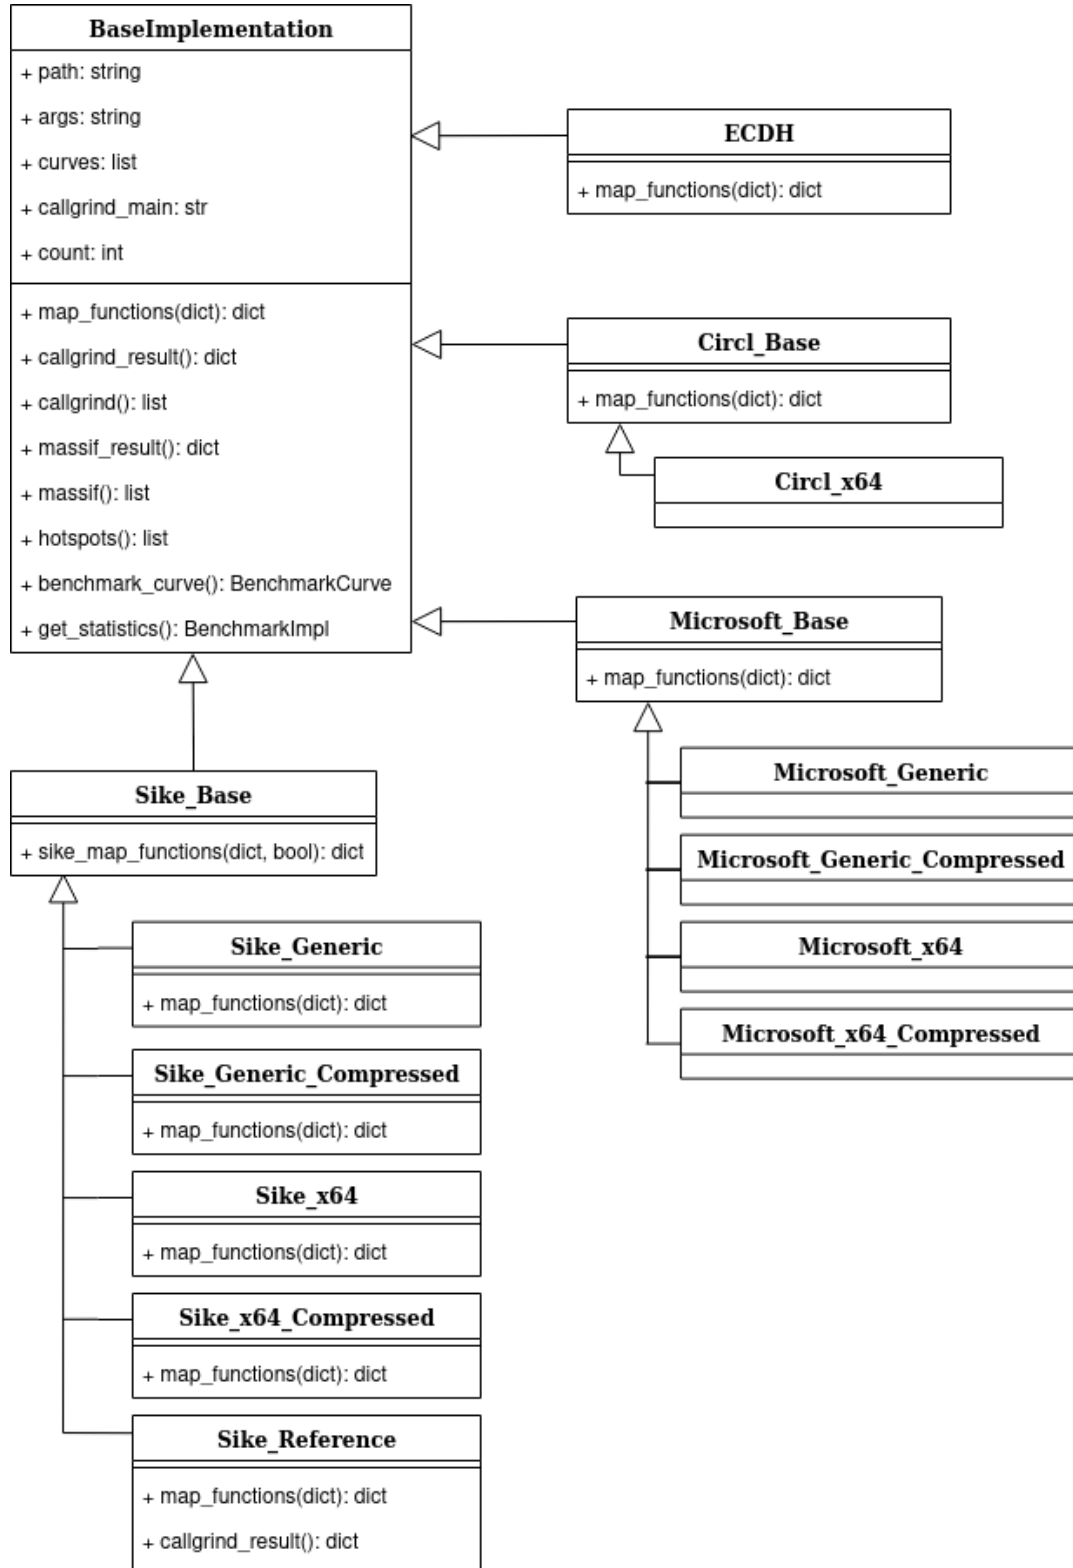 BaseImplementation
+ path: string
+ args: string
+ curves: list
+ callgrind_main: str
+ count: int
+ map_functions(dict): dict
+ callgrind_result(): dict
+ callgrind(): list
+ massif_result(): dict
+ massif(): list
+ hotspots(): list
+ benchmark_curve(): BenchmarkCurve
+ get_statistics(): BenchmarkImpl
ECDH
+ map_functions(dict): dict
Circl_Base
+ map_functions(dict): dict
Circl_x64
Microsoft_Base
+ map_functions(dict): dict
Microsoft_Generic
Microsoft_Generic_Compressed
Microsoft_x64
Microsoft_x64_Compressed
Sike_Base
+ sike_map_functions(dict, bool): dict
Sike_Generic
+ map_functions(dict): dict
Sike_Generic_Compressed
+ map_functions(dict): dict
Sike_x64
+ map_functions(dict): dict
Sike_x64_Compressed
+ map_functions(dict): dict
Sike_Reference
+ map_functions(dict): dict
+ callgrind_result(): dict